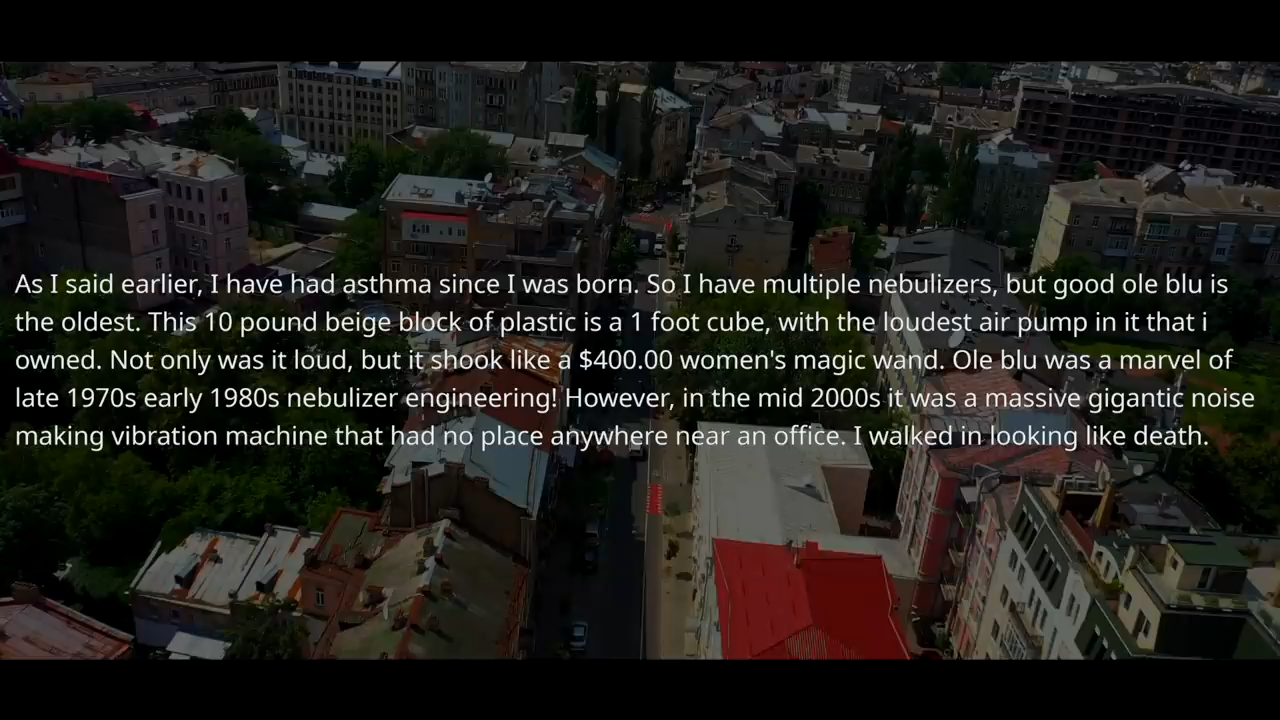 As I said earlier, I have had asthma since I was born. So I have multiple nebulizers, but good ole blu is
the oldest. This 10 pound beige block of plastic is a 1 foot cube, with the loudest air pump in it that i
owned. Not only was it loud, but it shook like a $400.00 women's magic wand. Ole blu was a marvel of
late 1970s early 1980s nebulizer engineering! However, in the mid 2000s it was a massive gigantic noise
making vibration machine that had no place anywhere near an office. I walked in looking like death.